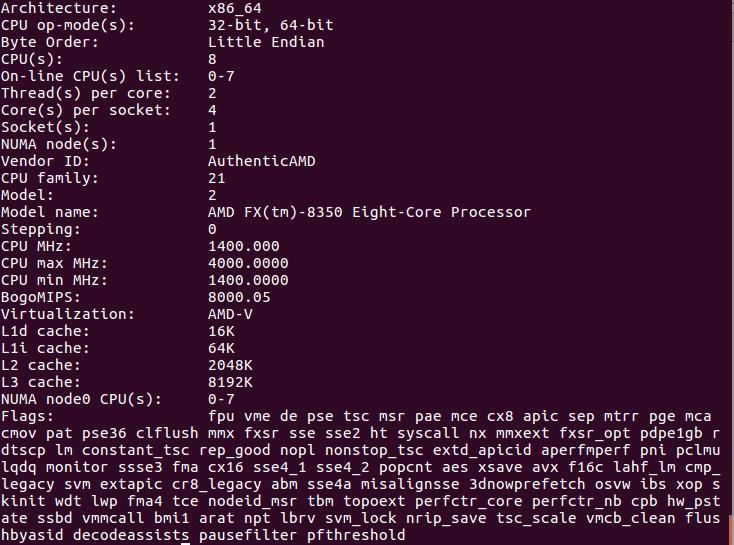 Architecture:          x86_64
CPU op-mode(s):        32-bit, 64-bit
Byte Order:            Little Endian
CPU(s):                8
On-line CPU(s) list:   0-7
Thread(s) per core:    2
Core(s) per socket:    4
Socket(s):             1
NUMA node(s):          1
Vendor ID:             AuthenticAMD
CPU family:            21
Model:                 2
Model name:            AMD FX(tm)-8350 Eight-Core Processor
Stepping:              0
CPU MHz:               1400.000
CPU max MHz:           4000.0000
CPU min MHz:           1400.0000
BogoMIPS:              8000.05
Virtualization:        AMD-V
L1d cache:             16K
L1i cache:             64K
L2 cache:              2048K
L3 cache:              8192K
NUMA node0 CPU(s):     0-7
Flags:                 fpu vme de pse tsc msr pae mce cx8 apic sep mtrr pge mca
cmov pat pse36 clflush mmx fxsr sse sse2 ht syscall nx mmxext fxsr_opt pdpe1gb r
dtscp lm constant_tsc rep_good nopl nonstop_tsc extd_apicid aperfmperf pni pclmu
lqdq monitor ssse3 fma cx16 sse4_1 sse4_2 popcnt aes xsave avx f16c lahf_lm cmp_
legacy svm extapic cr8_legacy abm sse4a misalignsse 3dnowprefetch osvw ibs xop s
kinit wdt lwp fma4 tce nodeid_msr tbm topoext perfctr_core perfctr_nb cpb hw_pst
ate ssbd vmmcall bmi1 arat npt lbrv svm_lock nrip_save tsc_scale vmcb_clean flus
hbyasid decodeassists pausefilter pfthreshold